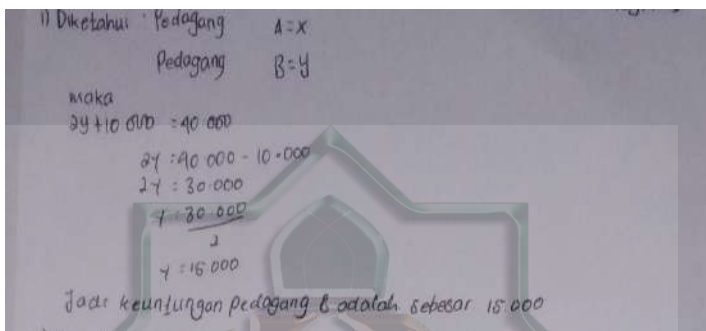 1) Diketahui : Pedagang A = x
Pedagang B = y
maka
2y + 10 000 = 40 000
2y = 40 000 - 10.000
2y = 30.000
y = 30.000
2
y = 15 000
Jadi keuntungan pedagang B adalah sebesar 15.000